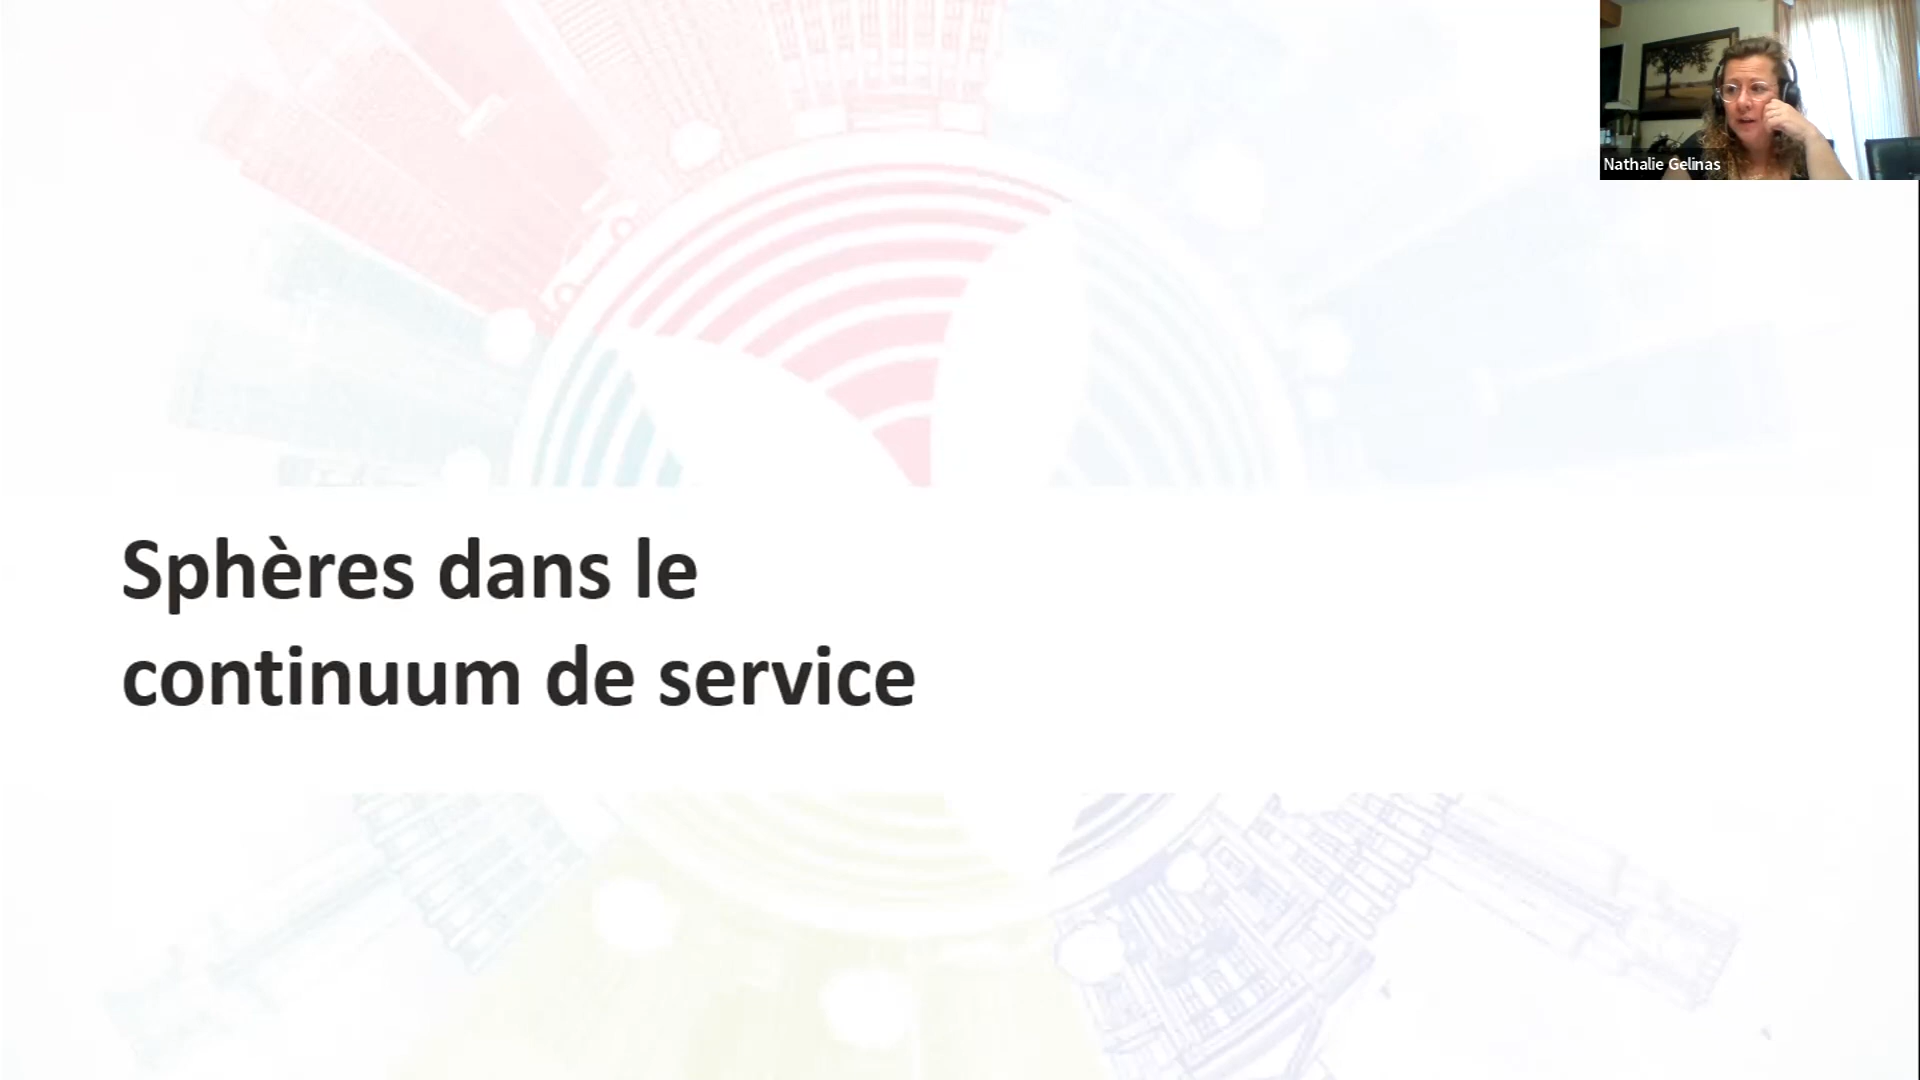 Nathalie Gelinas
Sphères dans le
continuum de service